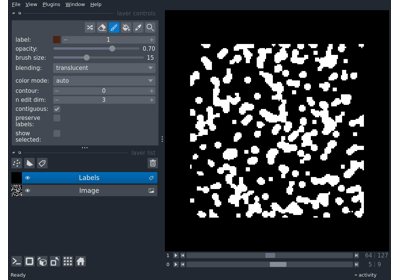 File View Plugins Window Help
layer controls
label: 1
opacity: 0.70
brush size: 15
blending: translucent
color mode: auto
contour: 0
n edit dim: 3
contiguous:
preserve
labels:
show
selected:
layer list
Labels
Image
1 64 127
0 5 9
Ready
activity